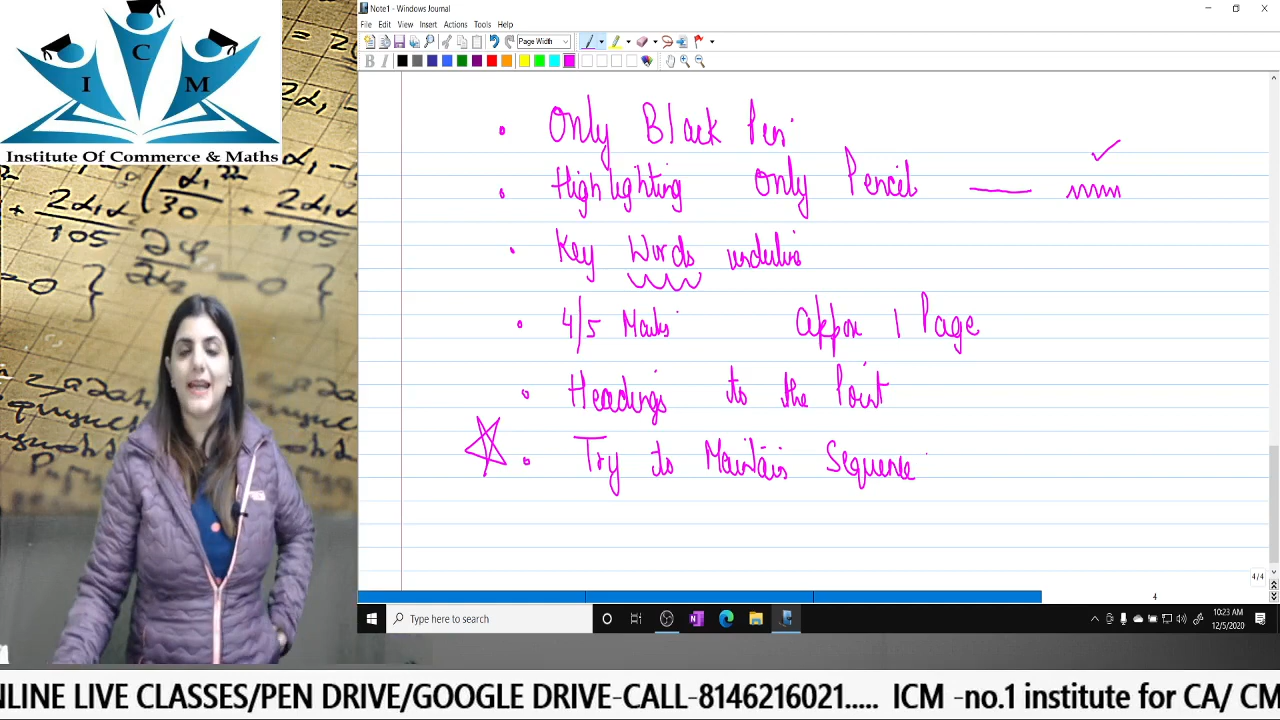 Note1 - Windows Journal
File Edit View Insert Actions Tools Help
Page Width
B I
I C M
Institute Of Commerce & Maths
• Only Black Pen
• Highlighting Only Pencil
• Key Words underline
• 4/5 Marks Appox 1 Page
• Headings to the Point
• Try to Maintain Sequence
4/4
4
Type here to search
10:23 AM
12/5/2020
NLINE LIVE CLASSES/PEN DRIVE/GOOGLE DRIVE-CALL-8146216021..... ICM -no.1 institute for CA/ CM